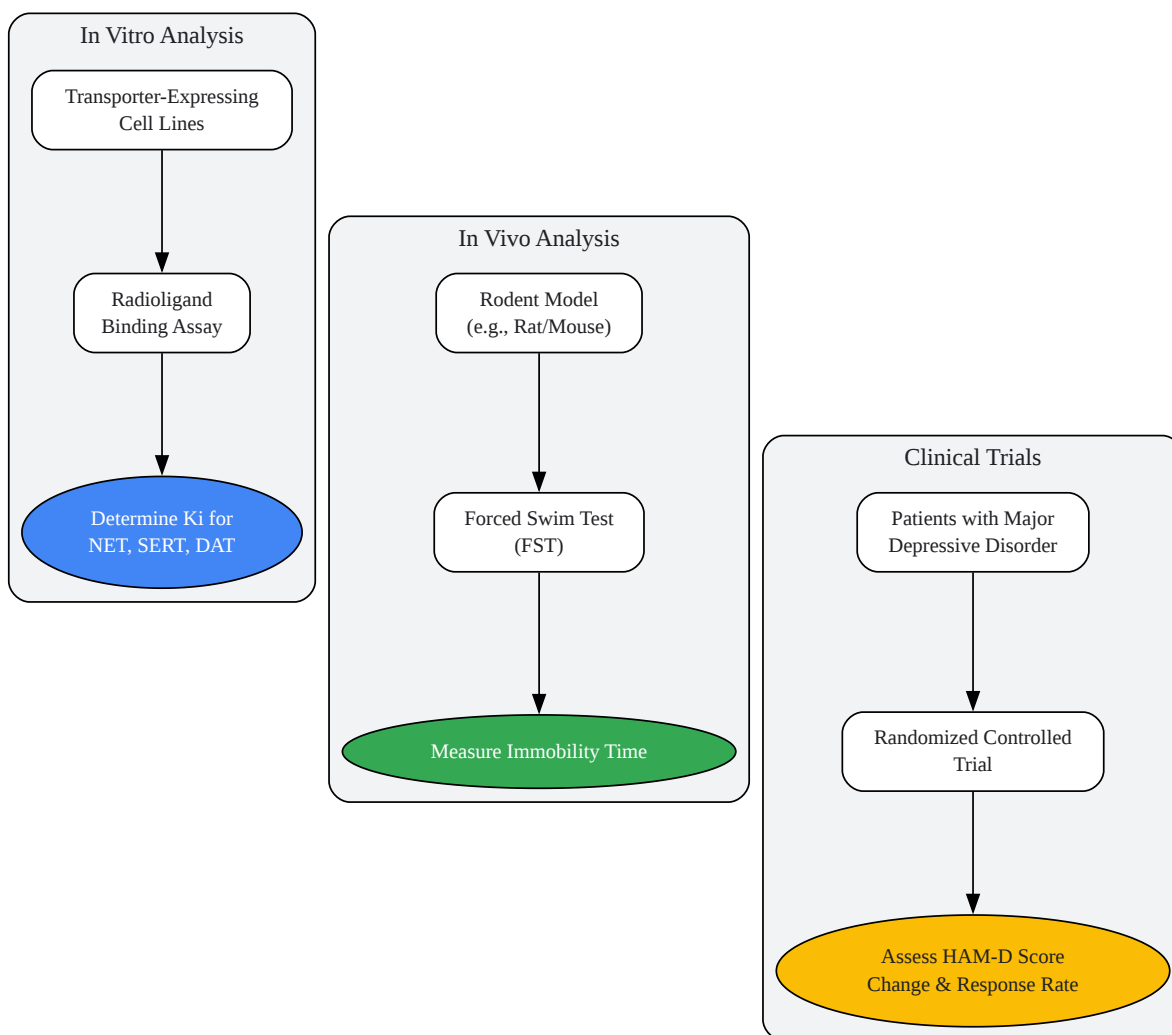 In Vitro Analysis
Transporter-Expressing
Cell Lines
Radioligand
Binding Assay
Determine Ki for
NET, SERT, DAT
In Vivo Analysis
Rodent Model
(e.g., Rat/Mouse)
Forced Swim Test
(FST)
Measure Immobility Time
Clinical Trials
Patients with Major
Depressive Disorder
Randomized Controlled
Trial
Assess HAM-D Score
Change & Response Rate